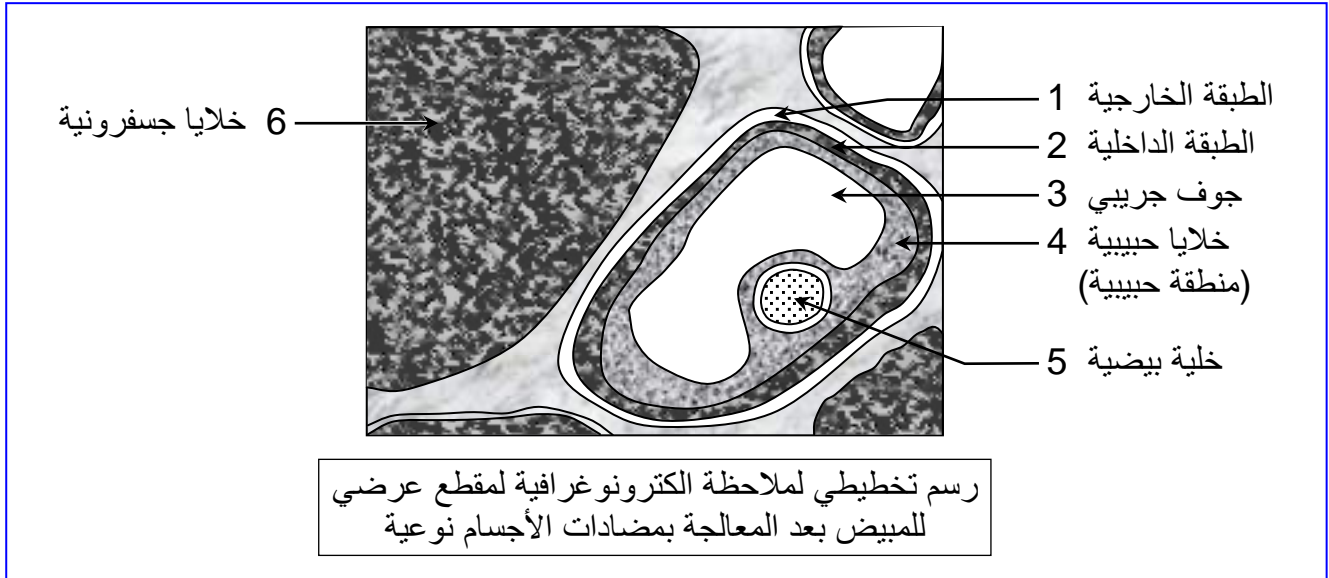 الطبقة الخارجية 1
الطبقة الداخلية 2
جوف جريبي 3
خلايا حبيبية 4
(منطقة حبيبية)
خلية بيضية 5
6 خلايا جسفرونية
رسم تخطيطي لملاحظة الكترونوغرافية لمقطع عرضي
للمبيض بعد المعالجة بمضادات الأجسام نوعية